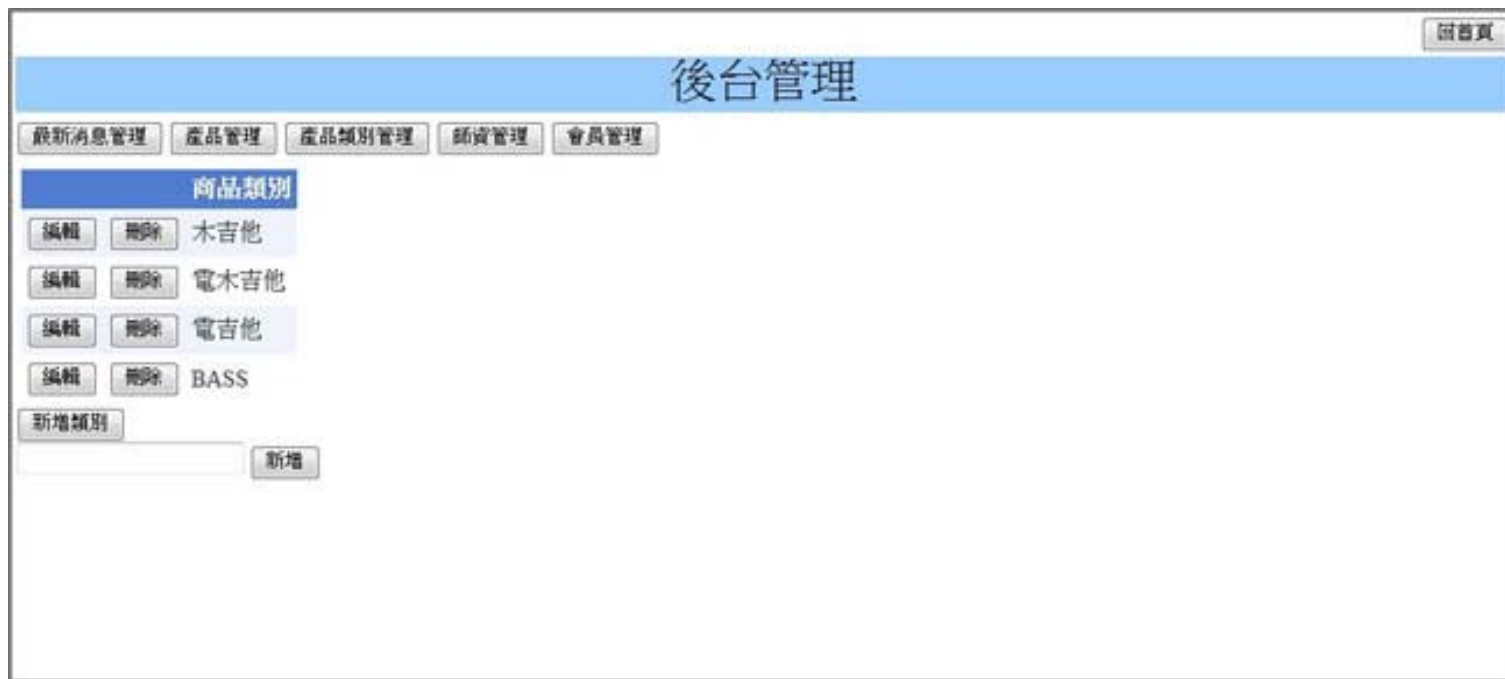 回首頁
後台管理
最新消息管理 產品管理 產品類別管理 師資管理 會員管理
商品類別
編輯 刪除 木吉他
編輯 刪除 電木吉他
編輯 刪除 電吉他
編輯 刪除 BASS
新增類別
新增